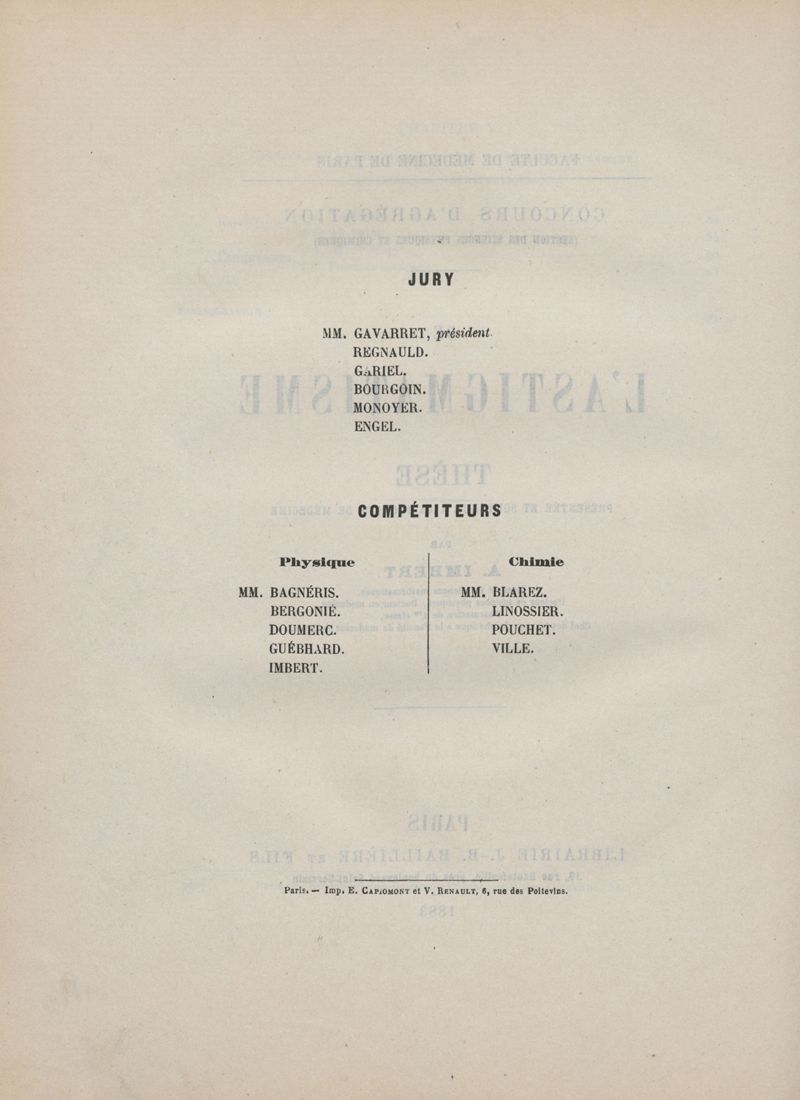 JURY
MM. GAVARRET, président.
REGNAULD.
GARIEL.
BOURGOIN.
MONOYER.
ENGEL.
COMPÉTITEURS
Physique
MM. BAGNÉRIS.
BERGONIÉ.
DOUMERC.
GUÉBHARD.
IMBERT.
Chimie
MM. BLAREZ.
LINOSSIER.
POUCHET.
VILLE.
Paris. — Imp. E. CAPIOMONT et V. RENAULT, 6, rue des Poitevins.